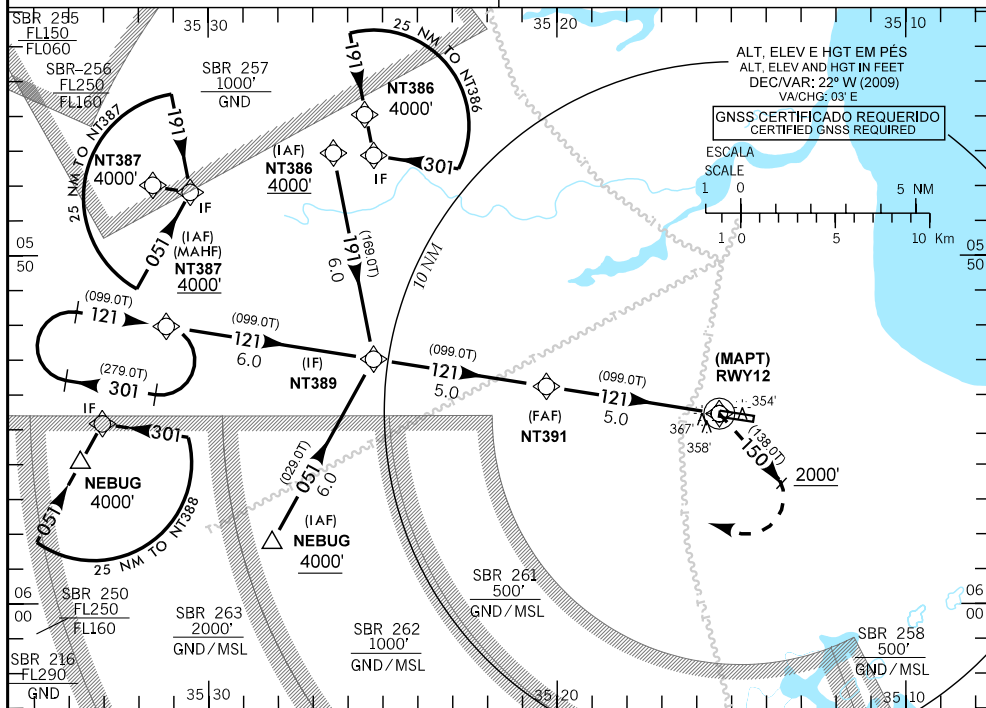 35 30
35 20
35 10
SBR 255
FL150
FL060
SBR-256
FL250
FL160
SBR 257
1000'
GND
25 NM TO NT386
191
NT386
4000'
301
IF
ALT, ELEV E HGT EM PÉS
ALT, ELEV AND HGT IN FEET
DEC/VAR: 22º W (2009)
VA/CHG: 03' E
GNSS CERTIFICADO REQUERIDO
CERTIFIED GNSS REQUIRED
ESCALA
SCALE
1 0 5 NM
1 0 5 10 Km
25 NM TO NT387
191
NT387
4000'
IF
051
(IAF)
(MAHF)
NT387
4000'
(IAF)
NT386
4000'
(169.0T)
191
6.0
10 NM
05
50
05
50
(099.0T)
121
(279.0T)
301
(099.0T)
121
6.0
(IF)
NT389
(099.0T)
121
5.0
(FAF)
NT391
(099.0T)
121
5.0
(MAPT)
RWY12
354'
367'
358'
(138.0T)
150
2000'
IF
301
NEBUG
4000'
051
25 NM TO NT388
(029.0T)
051
6.0
(IAF)
NEBUG
4000'
06
00
06
00
SBR 250
FL250
FL160
SBR 216
FL290
GND
SBR 263
2000'
GND/MSL
SBR 262
1000'
GND/MSL
SBR 261
500'
GND/MSL
SBR 258
500'
GND/MSL
35 30
35 20
35 10